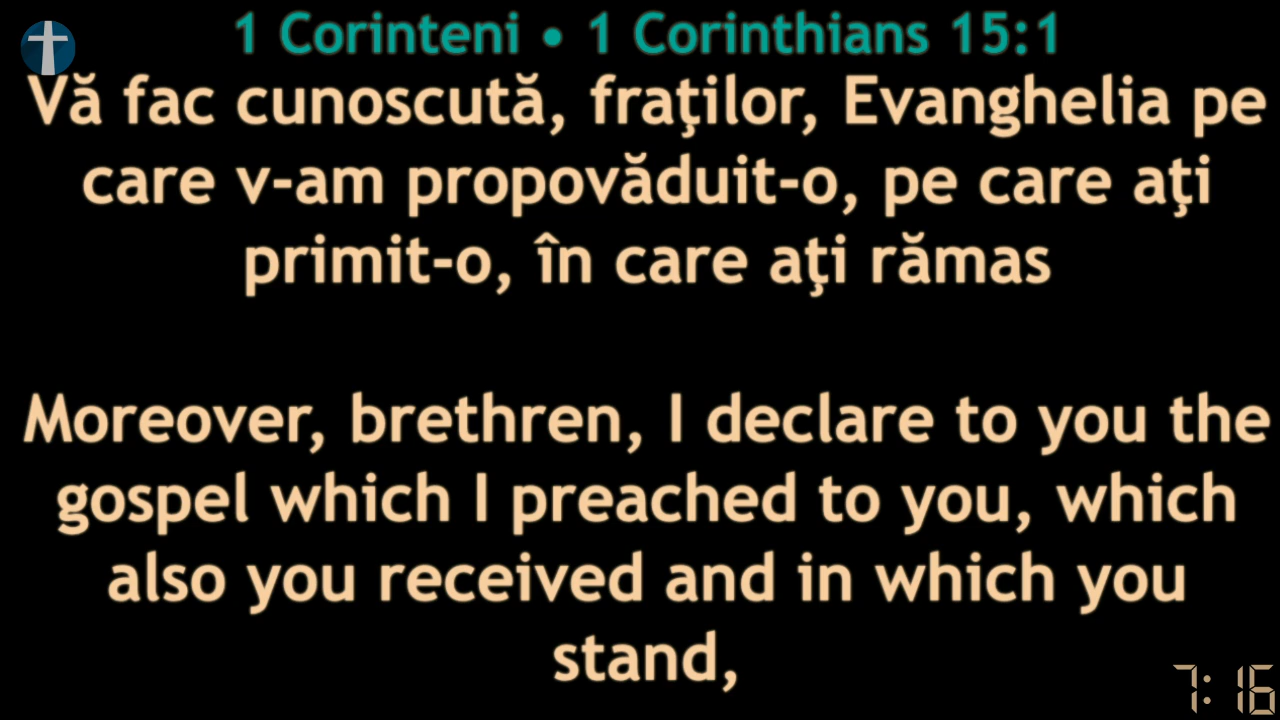 1 Corinteni • 1 Corinthians 15:1
Vă fac cunoscută, fraţilor, Evanghelia pe
care v-am propovăduit-o, pe care aţi
primit-o, în care aţi rămas
Moreover, brethren, I declare to you the
gospel which I preached to you, which
also you received and in which you
stand,
7:16